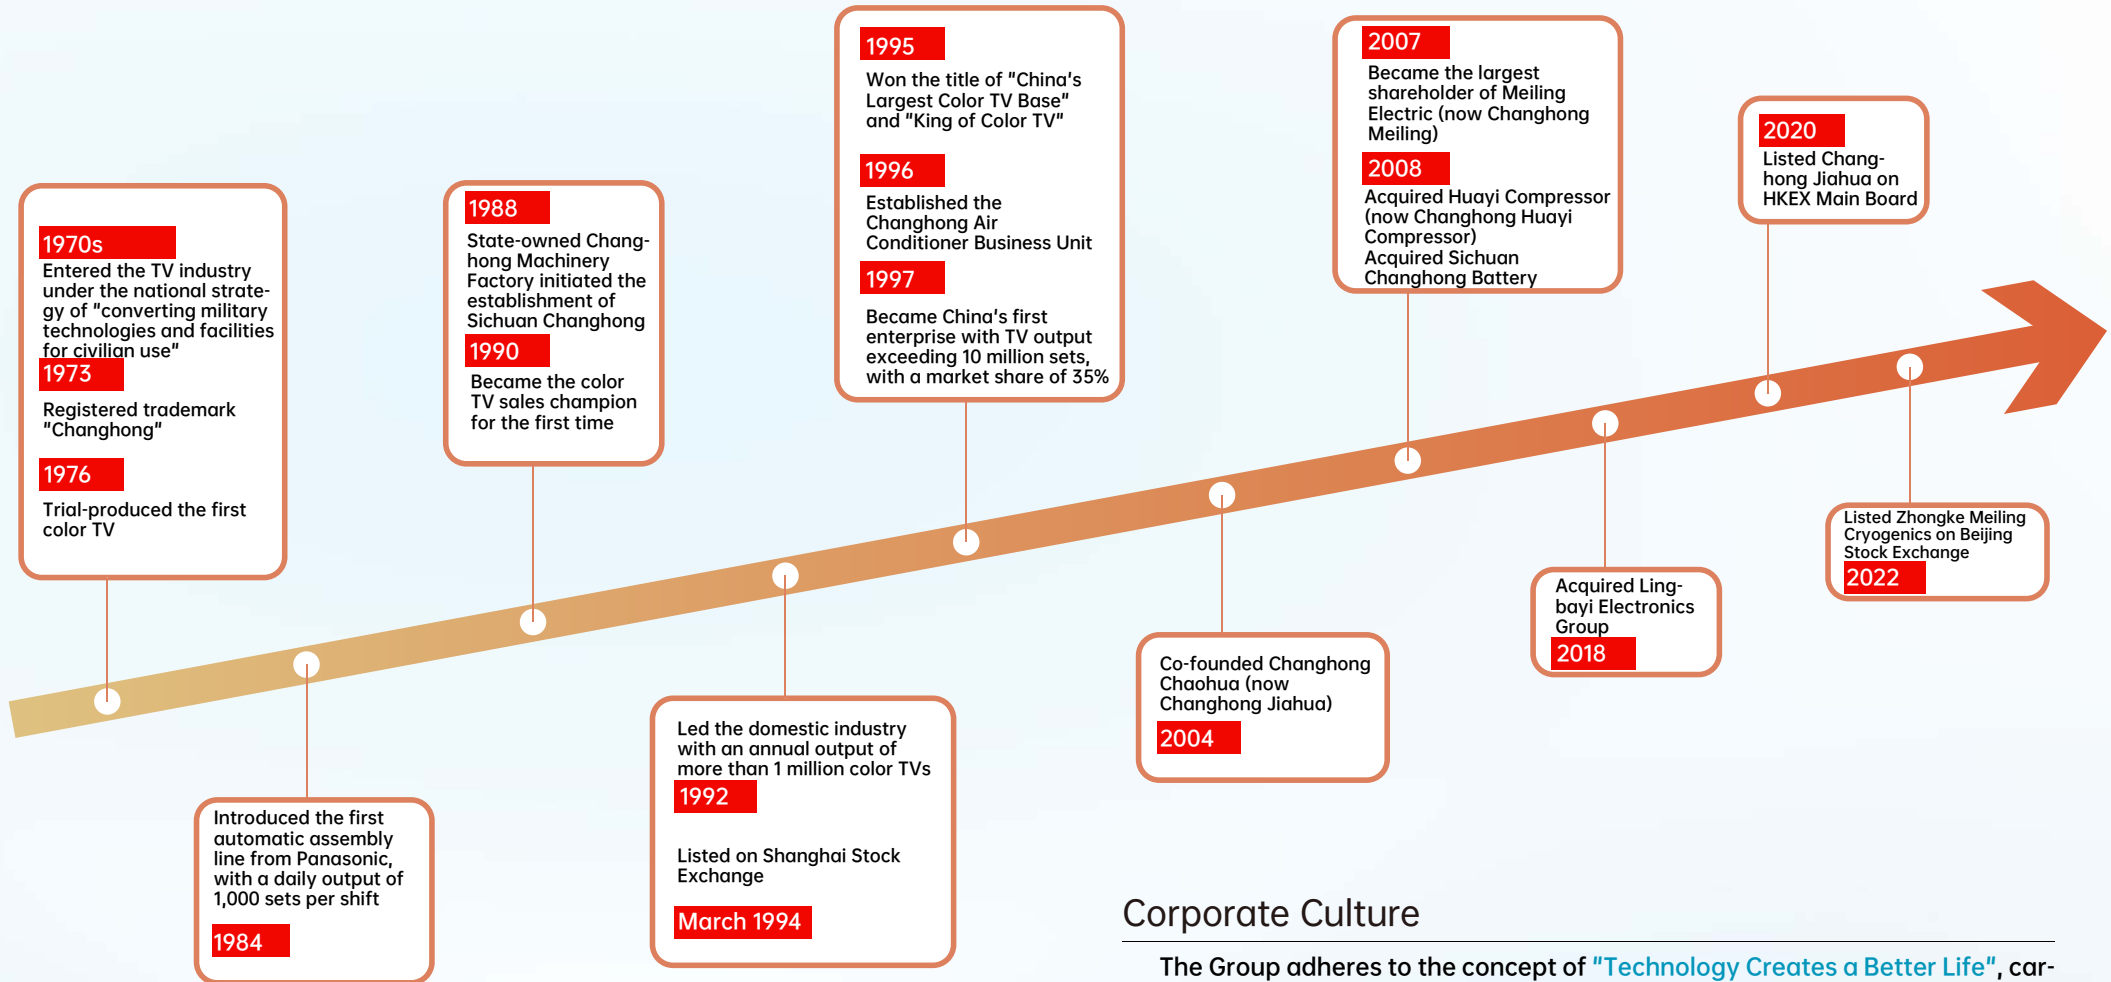 1970s
Entered the TV industry
under the national strate-
gy of "converting military
technologies and facilities
for civilian use"
1973
Registered trademark
"Changhong"
1976
Trial-produced the first
color TV
Introduced the first
automatic assembly
line from Panasonic,
with a daily output of
1,000 sets per shift
1984
1988
State-owned Chang-
hong Machinery
Factory initiated the
establishment of
Sichuan Changhong
1990
Became the color
TV sales champion
for the first time
Led the domestic industry
with an annual output of
more than 1 million color TVs
1992
Listed on Shanghai Stock
Exchange
March 1994
1995
Won the title of "China's
Largest Color TV Base"
and "King of Color TV"
1996
Established the
Changhong Air
Conditioner Business Unit
1997
Became China's first
enterprise with TV output
exceeding 10 million sets,
with a market share of 35%
Co-founded Changhong
Chaohua (now
Changhong Jiahua)
2004
2007
Became the largest
shareholder of Meiling
Electric (now Changhong
Meiling)
2008
Acquired Huayi Compressor
(now Changhong Huayi
Compressor)
Acquired Sichuan
Changhong Battery
Acquired Ling-
bayi Electronics
Group
2018
2020
Listed Chang-
hong Jiahua on
HKEX Main Board
Listed Zhongke Meiling
Cryogenics on Beijing
Stock Exchange
2022
Corporate Culture
The Group adheres to the concept of "Technology Creates a Better Life", car-